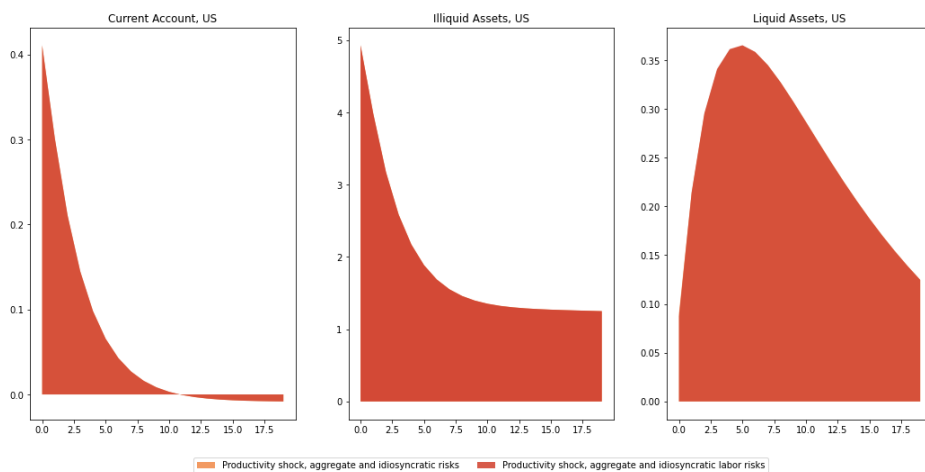 Current Account, US
Illiquid Assets, US
Liquid Assets, US
0.4
0.3
0.2
0.1
0.0
0.0 2.5 5.0 7.5 10.0 12.5 15.0 17.5
5
4
3
2
1
0
0.0 2.5 5.0 7.5 10.0 12.5 15.0 17.5
0.35
0.30
0.25
0.20
0.15
0.10
0.05
0.00
0.0 2.5 5.0 7.5 10.0 12.5 15.0 17.5
Productivity shock, aggregate and idiosyncratic risks
Productivity shock, aggregate and idiosyncratic labor risks